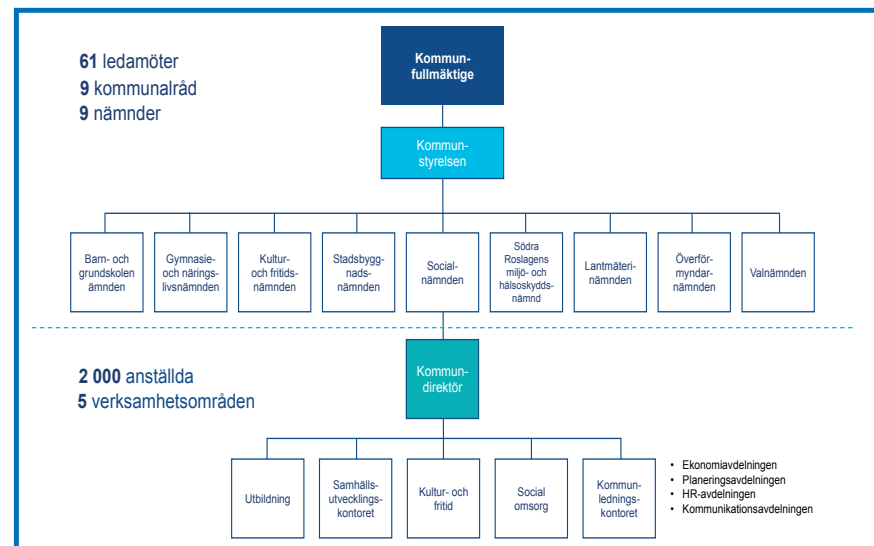 61 ledamöter
9 kommunalråd
9 nämnder
Kommun-
fullmäktige
Kommun-
styrelsen
Barn- och
grundskolen
ämnden
Gymnasie-
och närings-
livsnämnden
Kultur-
och fritids-
nämnden
Stadsbygg-
nads-
nämnden
Social-
nämnden
Södra
Roslagens
miljö- och
hälsoskydds-
nämnd
Lantmäteri-
nämnden
Överför-
myndar-
nämnden
Valnämnden
2 000 anställda
5 verksamhetsområden
Kommun-
direktör
Utbildning
Samhälls-
utvecklings-
kontoret
Kultur- och
fritid
Social
omsorg
Kommun-
lednings-
kontoret
• Ekonomiavdelningen
• Planeringsavdelningen
• HR-avdelningen
• Kommunikationsavdelningen